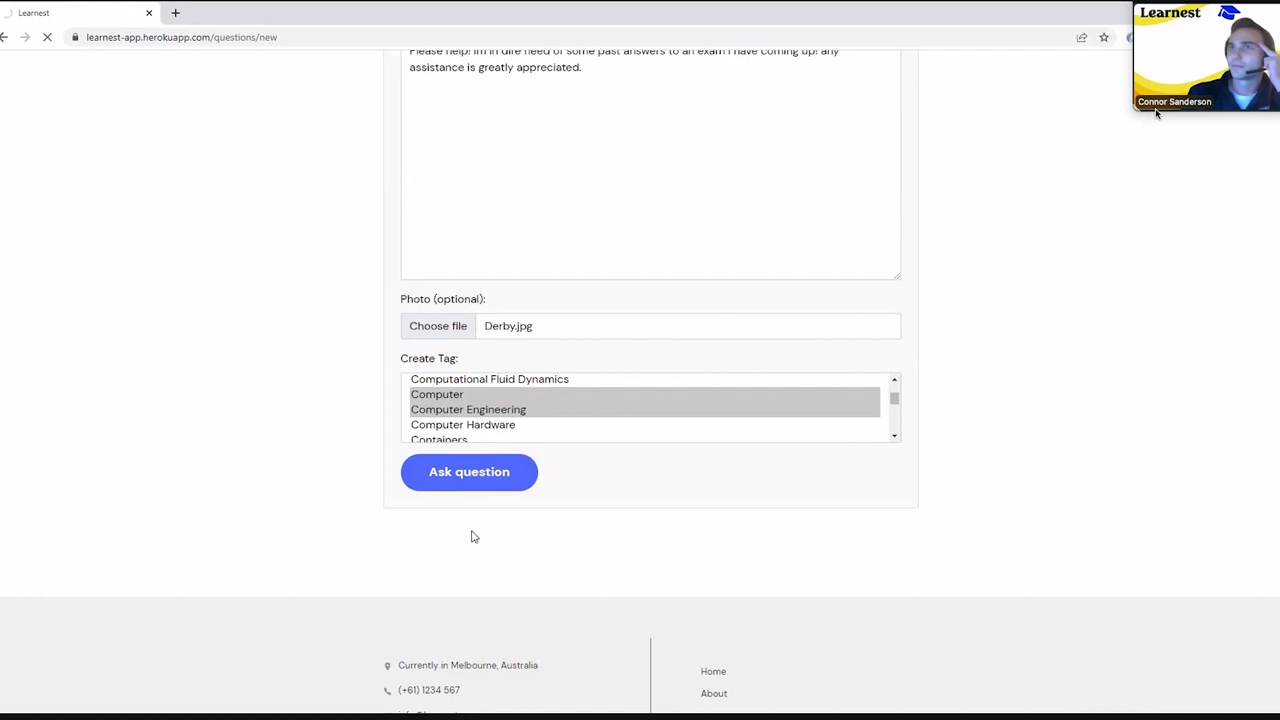 Learnest
learnest-app.herokuapp.com/questions/new
Learnest
Connor Sanderson
Please help! Im in dire need of some past answers to an exam I have coming up! any
assistance is greatly appreciated.
Photo (optional):
Choose file Derby.jpg
Create Tag:
Computational Fluid Dynamics
Computer
Computer Engineering
Computer Hardware
Containers
Ask question
Currently in Melbourne, Australia
Home
(+61) 1234 567
About